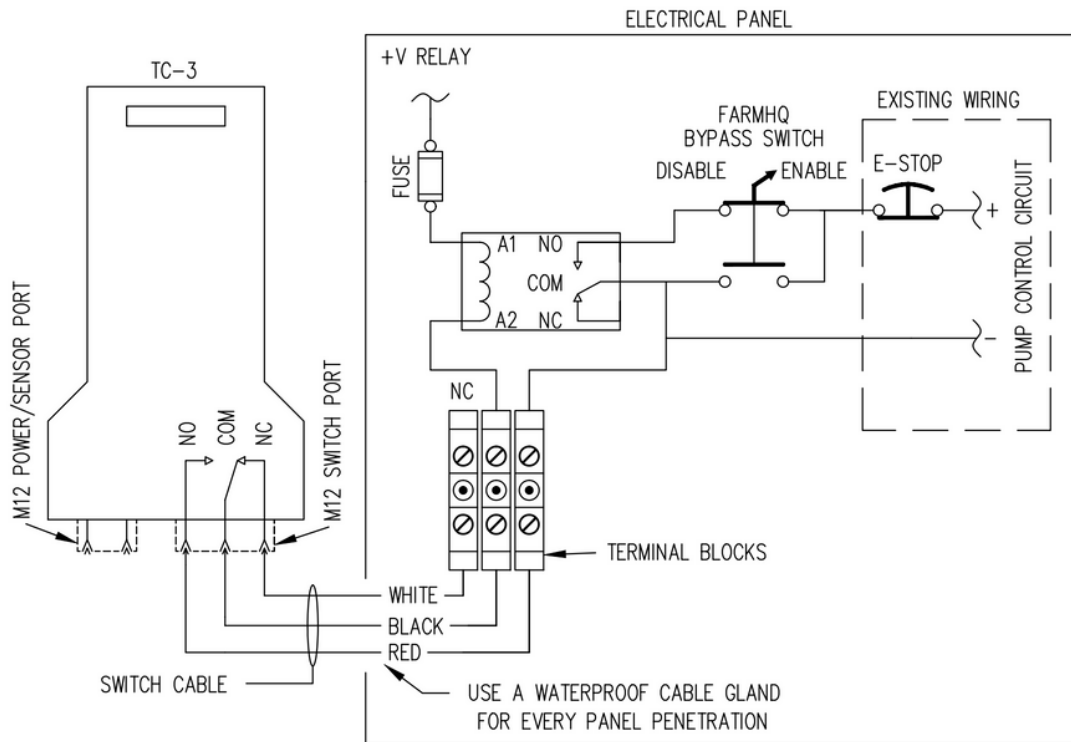 ELECTRICAL PANEL
TC-3
+V RELAY
FUSE
FARMHQ
BYPASS SWITCH
DISABLE
ENABLE
EXISTING WIRING
E-STOP
+
-
PUMP CONTROL CIRCUIT
A1
NO
COM
A2
NC
NC
M12 POWER/SENSOR PORT
NO
COM
NC
M12 SWITCH PORT
TERMINAL BLOCKS
WHITE
BLACK
RED
SWITCH CABLE
USE A WATERPROOF CABLE GLAND
FOR EVERY PANEL PENETRATION